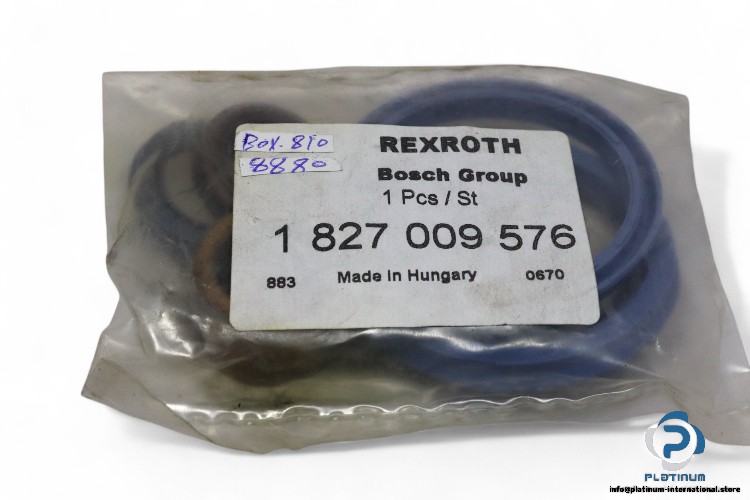 BOX-810
8880
REXROTH
Bosch Group
1 Pcs / St
1 827 009 576
883 Made in Hungary 0670
PLATINUM
info@platinum-international.store